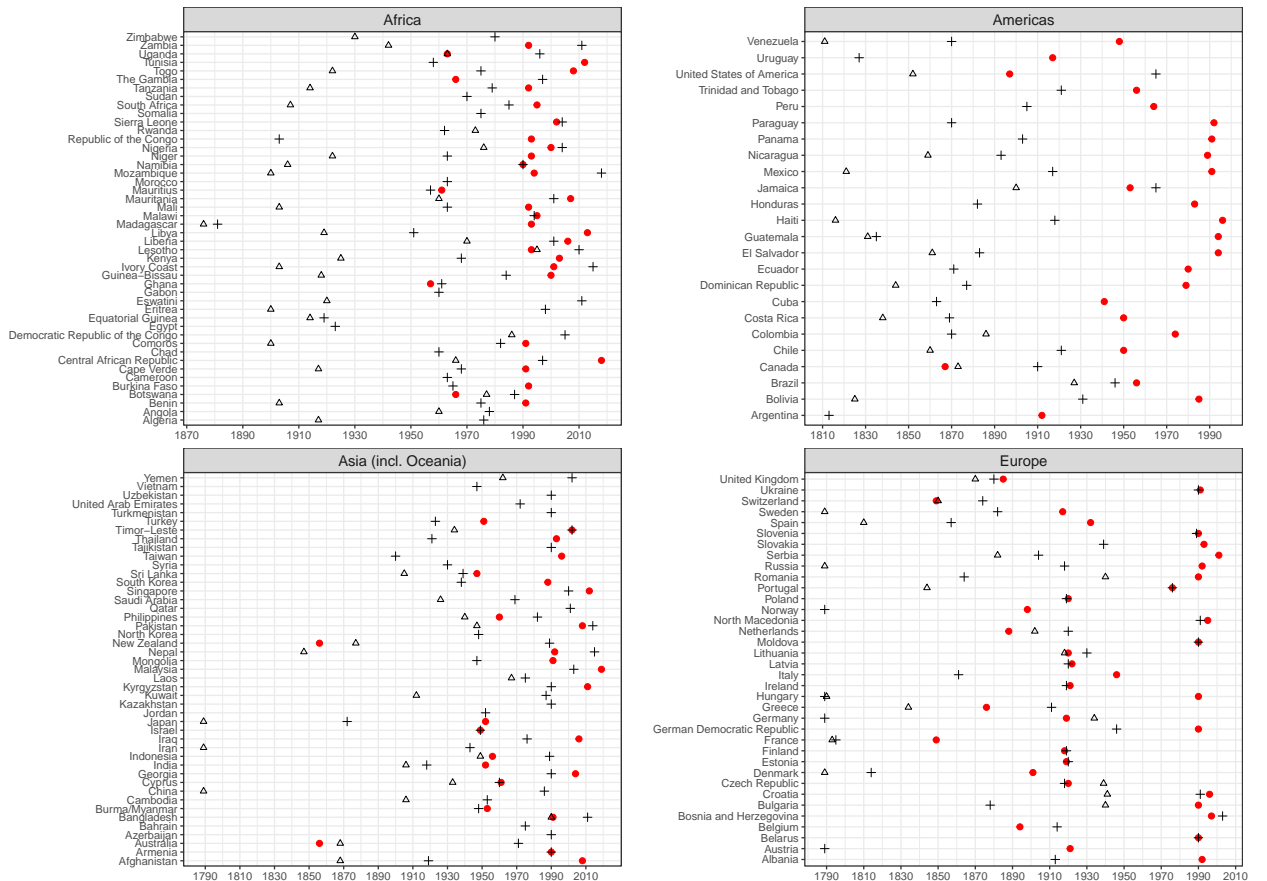 Africa
Zimbabwe
Zambia
Uganda
Tunisia
Togo
The Gambia
Tanzania
Sudan
South Africa
Somalia
Sierra Leone
Rwanda
Republic of the Congo
Nigeria
Niger
Namibia
Mozambique
Morocco
Mauritius
Mauritania
Mali
Malawi
Madagascar
Libya
Liberia
Lesotho
Kenya
Ivory Coast
Guinea−Bissau
Ghana
Gabon
Eswatini
Eritrea
Equatorial Guinea
Egypt
Democratic Republic of the Congo
Comoros
Chad
Central African Republic
Cape Verde
Cameroon
Burkina Faso
Botswana
Benin
Angola
Algeria
1870 1890 1910 1930 1950 1970 1990 2010
Americas
Venezuela
Uruguay
United States of America
Trinidad and Tobago
Peru
Paraguay
Panama
Nicaragua
Mexico
Jamaica
Honduras
Haiti
Guatemala
El Salvador
Ecuador
Dominican Republic
Cuba
Costa Rica
Colombia
Chile
Canada
Brazil
Bolivia
Argentina
1810 1830 1850 1870 1890 1910 1930 1950 1970 1990
Asia (incl. Oceania)
Yemen
Vietnam
Uzbekistan
United Arab Emirates
Turkmenistan
Turkey
Timor−Leste
Thailand
Tajikistan
Taiwan
Syria
Sri Lanka
South Korea
Singapore
Saudi Arabia
Qatar
Philippines
Pakistan
North Korea
New Zealand
Nepal
Mongolia
Malaysia
Laos
Kyrgyzstan
Kuwait
Kazakhstan
Jordan
Japan
Israel
Iraq
Iran
Indonesia
India
Georgia
Cyprus
China
Cambodia
Burma/Myanmar
Bangladesh
Bahrain
Azerbaijan
Australia
Armenia
Afghanistan
1790 1810 1830 1850 1870 1890 1910 1930 1950 1970 1990 2010
Europe
United Kingdom
Ukraine
Switzerland
Sweden
Spain
Slovenia
Slovakia
Serbia
Russia
Romania
Portugal
Poland
Norway
North Macedonia
Netherlands
Moldova
Lithuania
Latvia
Italy
Ireland
Hungary
Greece
Germany
German Democratic Republic
France
Finland
Estonia
Denmark
Czech Republic
Croatia
Bulgaria
Bosnia and Herzegovina
Belgium
Belarus
Austria
Albania
1790 1810 1830 1850 1870 1890 1910 1930 1950 1970 1990 2010